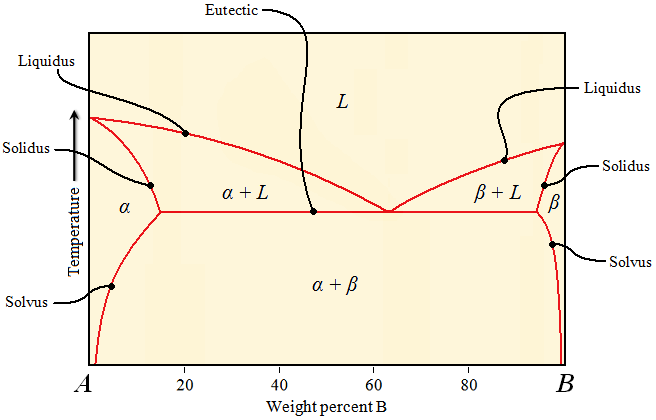 Eutectic
Liquidus
L
Liquidus
Solidus
Solidus
α
α + L
β + L
β
Temperature
Solvus
Solvus
α + β
A
20
40
60
80
B
Weight percent B